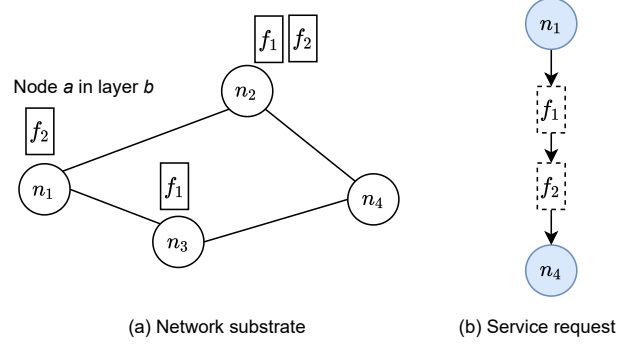 f₁ f₂
n₂
Node a in layer b
f₂
n₁
f₁
n₃
n₄
(a) Network substrate
n₁
f₁
f₂
n₄
(b) Service request